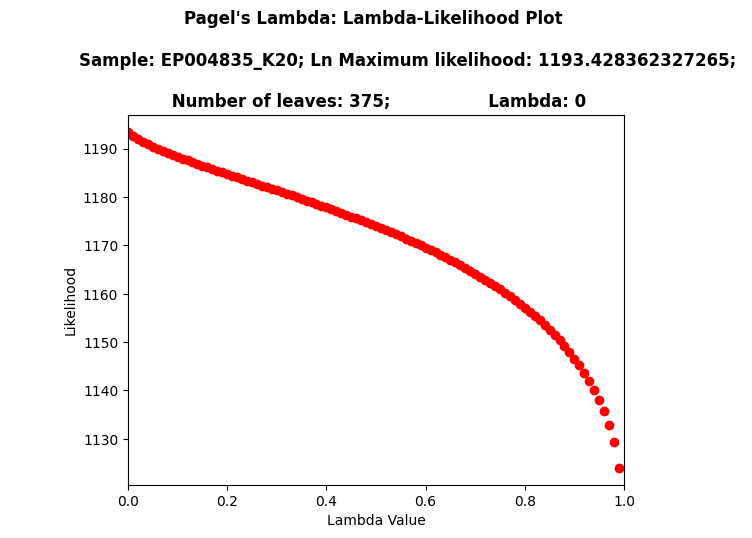 Pagel's Lambda: Lambda-Likelihood Plot
Sample: EP004835_K20; Ln Maximum likelihood: 1193.428362327265;
Number of leaves: 375; Lambda: 0
1190
1180
1170
1160
1150
1140
1130
Likelihood
0.0 0.2 0.4 0.6 0.8 1.0
Lambda Value